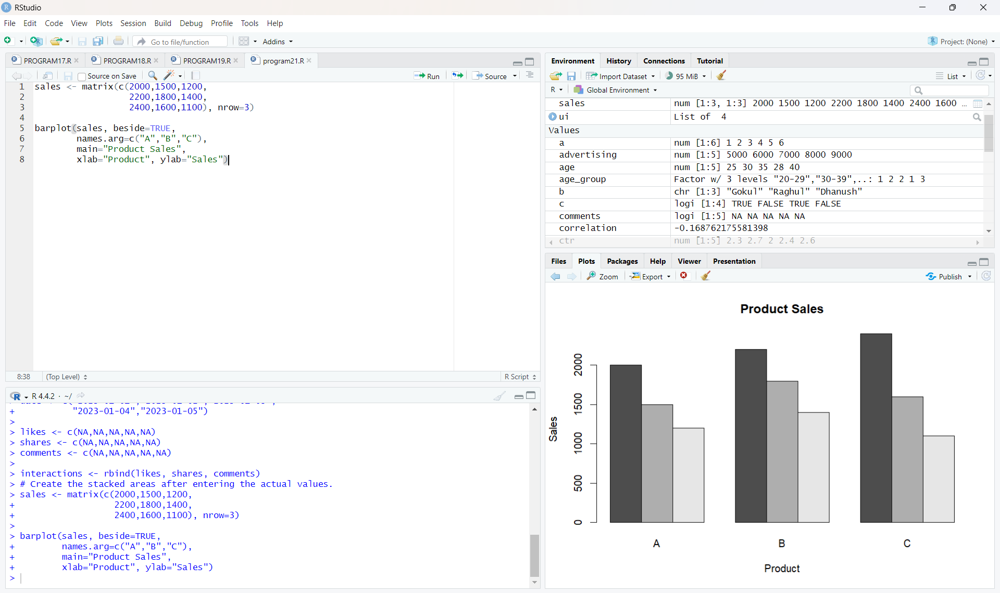 RStudio
File Edit Code View Plots Session Build Debug Profile Tools Help
Go to file/function Addins Project: (None)
PROGRAM17.R PROGRAM18.R PROGRAM19.R program21.R
Source on Save Run Source
1 sales <- matrix(c(2000,1500,1200,
2 2200,1800,1400,
3 2400,1600,1100), nrow=3)
4
5 barplot(sales, beside=TRUE,
6 names.arg=c("A","B","C"),
7 main="Product Sales",
8 xlab="Product", ylab="Sales")
8:38 (Top Level) R Script
R 4.4.2 · ~/
+ "2023-01-04","2023-01-05")
>
> likes <- c(NA,NA,NA,NA,NA)
> shares <- c(NA,NA,NA,NA,NA)
> comments <- c(NA,NA,NA,NA,NA)
>
> interactions <- rbind(likes, shares, comments)
> # Create the stacked areas after entering the actual values.
> sales <- matrix(c(2000,1500,1200,
+ 2200,1800,1400,
+ 2400,1600,1100), nrow=3)
>
> barplot(sales, beside=TRUE,
+ names.arg=c("A","B","C"),
+ main="Product Sales",
+ xlab="Product", ylab="Sales")
>
Environment History Connections Tutorial
Import Dataset 95 MiB List
R Global Environment
sales num [1:3, 1:3] 2000 1500 1200 2200 1800 1400 2400 1600 …
ui List of 4
Values
a num [1:6] 1 2 3 4 5 6
advertising num [1:5] 5000 6000 7000 8000 9000
age num [1:5] 25 30 35 28 40
age_group Factor w/ 3 levels "20-29","30-39",..: 1 2 2 1 3
b chr [1:3] "Gokul" "Raghul" "Dhanush"
c logi [1:4] TRUE FALSE TRUE FALSE
comments logi [1:5] NA NA NA NA NA
correlation -0.168762175581398
ctr num [1:5] 2.3 2.7 2 2.4 2.6
Files Plots Packages Help Viewer Presentation
Zoom Export Publish
Product Sales
Sales
2000
1500
1000
500
0
A B C
Product